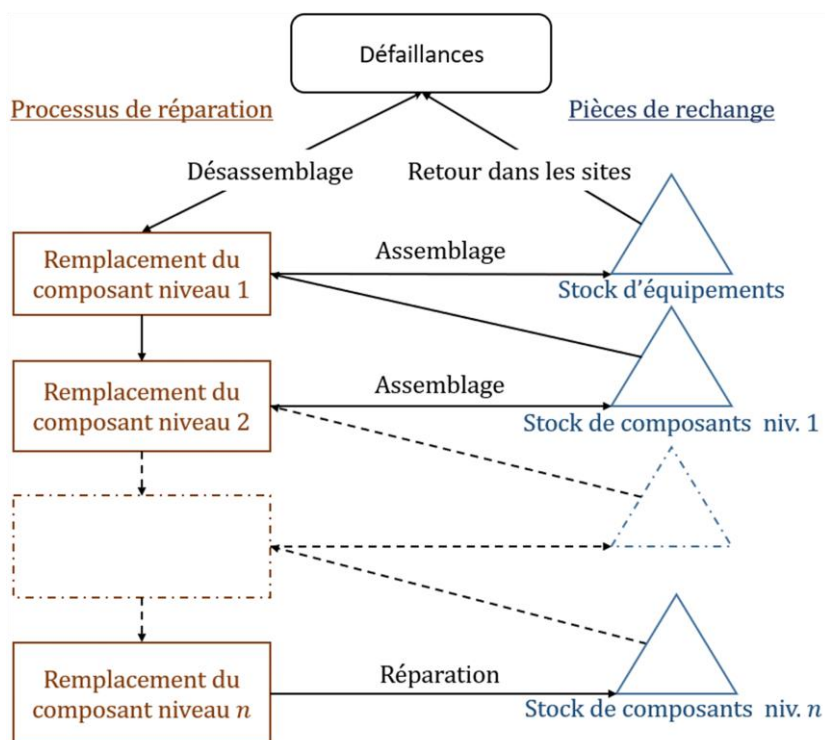 Défaillances
Processus de réparation
Pièces de rechange
Désassemblage
Retour dans les sites
Remplacement du
composant niveau 1
Assemblage
Stock d'équipements
Remplacement du
composant niveau 2
Assemblage
Stock de composants niv. 1
Remplacement du
composant niveau n
Réparation
Stock de composants niv. n